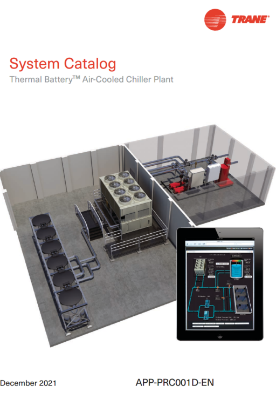 TRANE
System Catalog
Thermal Battery™ Air-Cooled Chiller Plant
December 2021
APP-PRC001D-EN